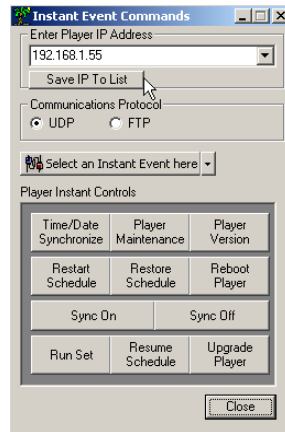 Instant Event Commands
Enter Player IP Address
192.168.1.55
Save IP To List
Communications Protocol
UDP FTP
Select an Instant Event here
Player Instant Controls
Time/Date Synchronize
Player Maintenance
Player Version
Restart Schedule
Restore Schedule
Reboot Player
Sync On
Sync Off
Run Set
Resume Schedule
Upgrade Player
Close